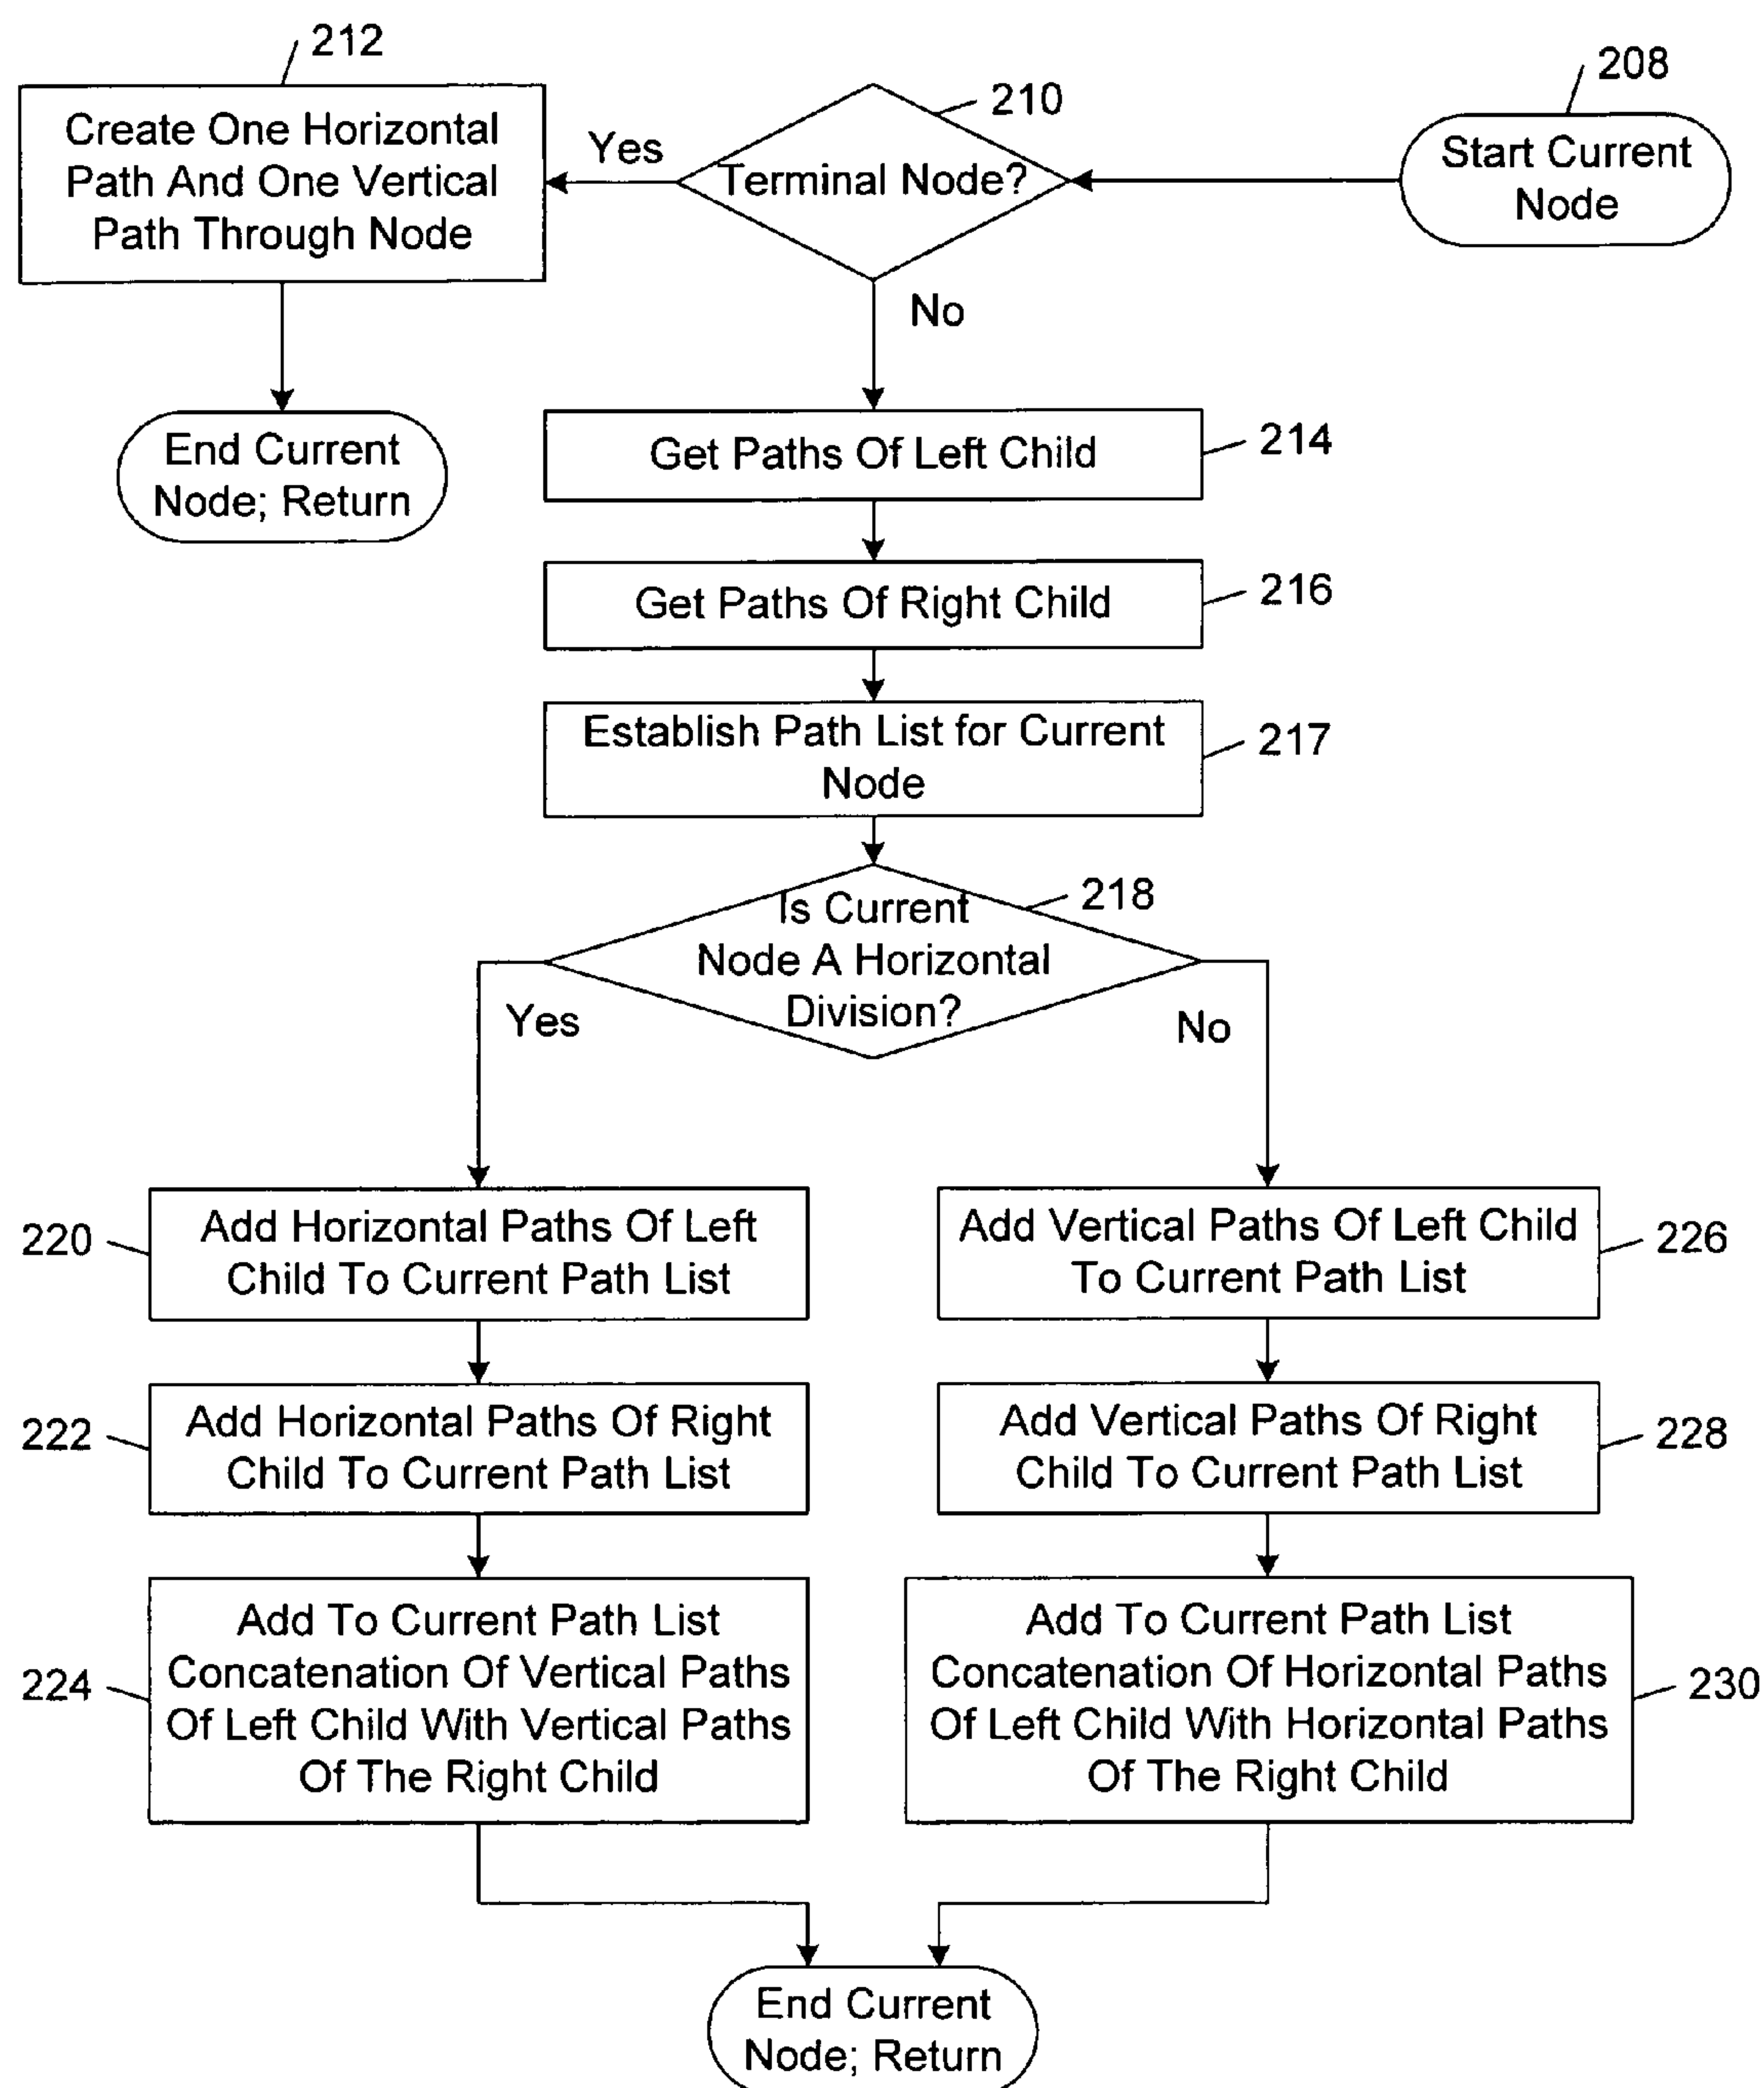 212
Create One Horizontal
Path And One Vertical
Path Through Node
Yes
210
Terminal Node?
208
Start Current
Node
No
End Current
Node; Return
Get Paths Of Left Child
214
Get Paths Of Right Child
216
Establish Path List for Current
Node
217
Is Current
Node A Horizontal
Division?
218
Yes
No
220
Add Horizontal Paths Of Left
Child To Current Path List
Add Vertical Paths Of Left Child
To Current Path List
226
222
Add Horizontal Paths Of Right
Child To Current Path List
Add Vertical Paths Of Right
Child To Current Path List
228
224
Add To Current Path List
Concatenation Of Vertical Paths
Of Left Child With Vertical Paths
Of The Right Child
Add To Current Path List
Concatenation Of Horizontal Paths
Of Left Child With Horizontal Paths
Of The Right Child
230
End Current
Node; Return